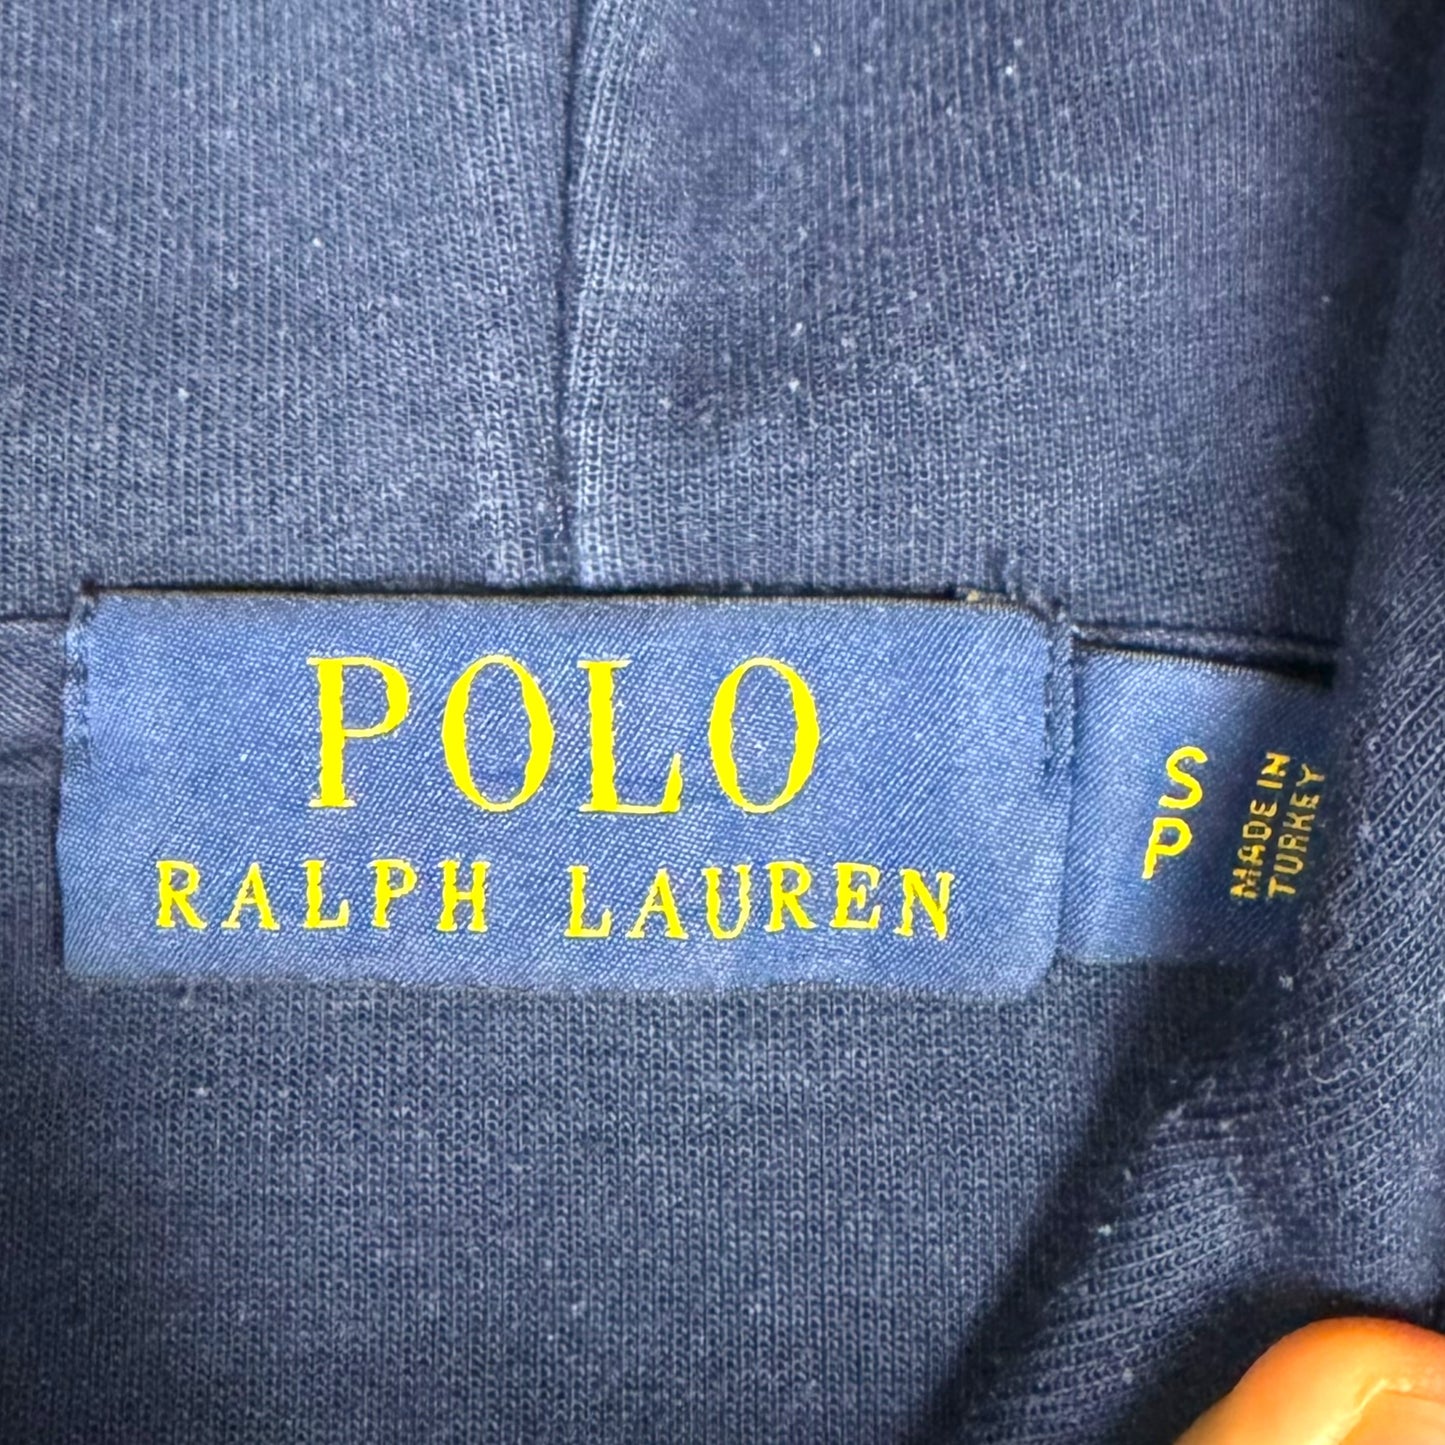 POLO
RALPH LAUREN
S
P
MADE IN
TURKEY